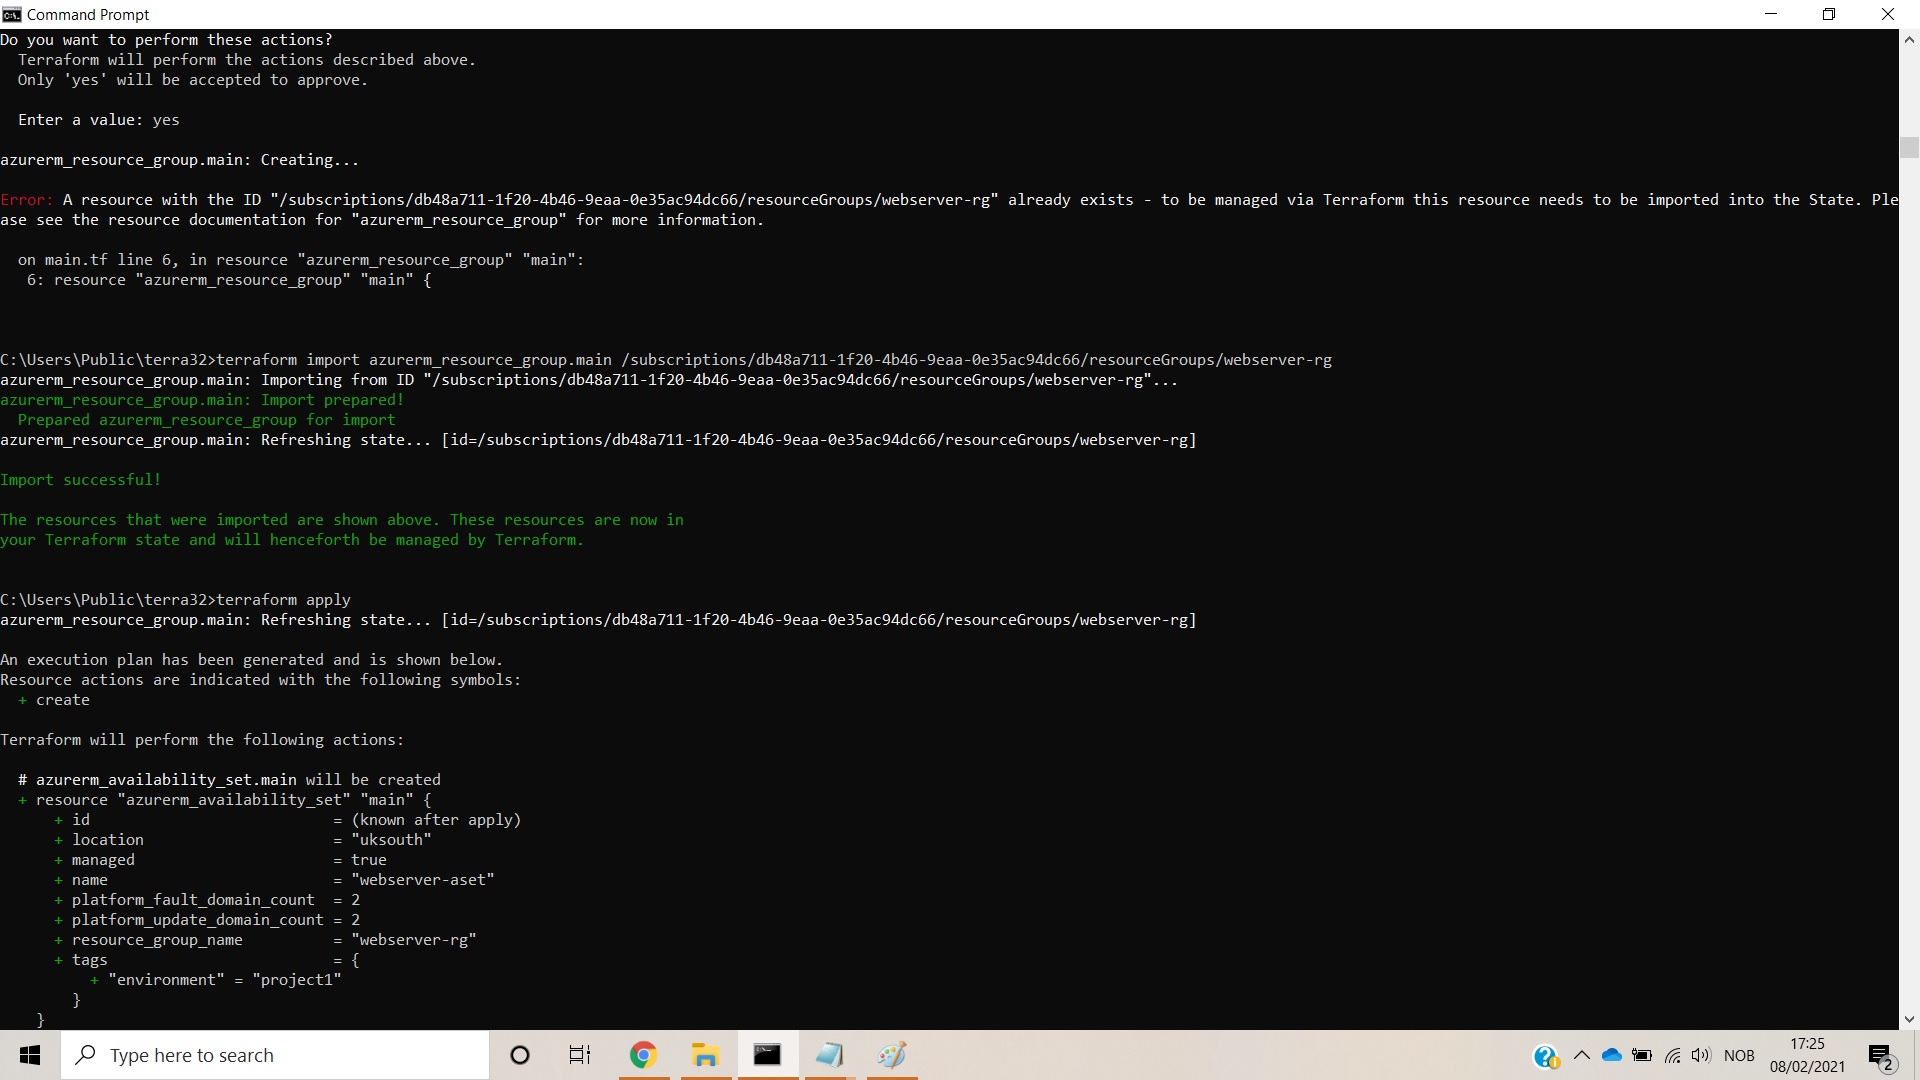 Command Prompt
Do you want to perform these actions?
  Terraform will perform the actions described above.
  Only 'yes' will be accepted to approve.
  Enter a value: yes
azurerm_resource_group.main: Creating...
Error: A resource with the ID "/subscriptions/db48a711-1f20-4b46-9eaa-0e35ac94dc66/resourceGroups/webserver-rg" already exists - to be managed via Terraform this resource needs to be imported into the State. Ple
ase see the resource documentation for "azurerm_resource_group" for more information.
  on main.tf line 6, in resource "azurerm_resource_group" "main":
   6: resource "azurerm_resource_group" "main" {
C:\Users\Public\terra32>terraform import azurerm_resource_group.main /subscriptions/db48a711-1f20-4b46-9eaa-0e35ac94dc66/resourceGroups/webserver-rg
azurerm_resource_group.main: Importing from ID "/subscriptions/db48a711-1f20-4b46-9eaa-0e35ac94dc66/resourceGroups/webserver-rg"...
azurerm_resource_group.main: Import prepared!
  Prepared azurerm_resource_group for import
azurerm_resource_group.main: Refreshing state... [id=/subscriptions/db48a711-1f20-4b46-9eaa-0e35ac94dc66/resourceGroups/webserver-rg]
Import successful!
The resources that were imported are shown above. These resources are now in
your Terraform state and will henceforth be managed by Terraform.
C:\Users\Public\terra32>terraform apply
azurerm_resource_group.main: Refreshing state... [id=/subscriptions/db48a711-1f20-4b46-9eaa-0e35ac94dc66/resourceGroups/webserver-rg]
An execution plan has been generated and is shown below.
Resource actions are indicated with the following symbols:
  + create
Terraform will perform the following actions:
  # azurerm_availability_set.main will be created
  + resource "azurerm_availability_set" "main" {
      + id                           = (known after apply)
      + location                     = "uksouth"
      + managed                      = true
      + name                         = "webserver-aset"
      + platform_fault_domain_count  = 2
      + platform_update_domain_count = 2
      + resource_group_name          = "webserver-rg"
      + tags                         = {
          + "environment" = "project1"
        }
    }
Type here to search
NOB
17:25
08/02/2021
2